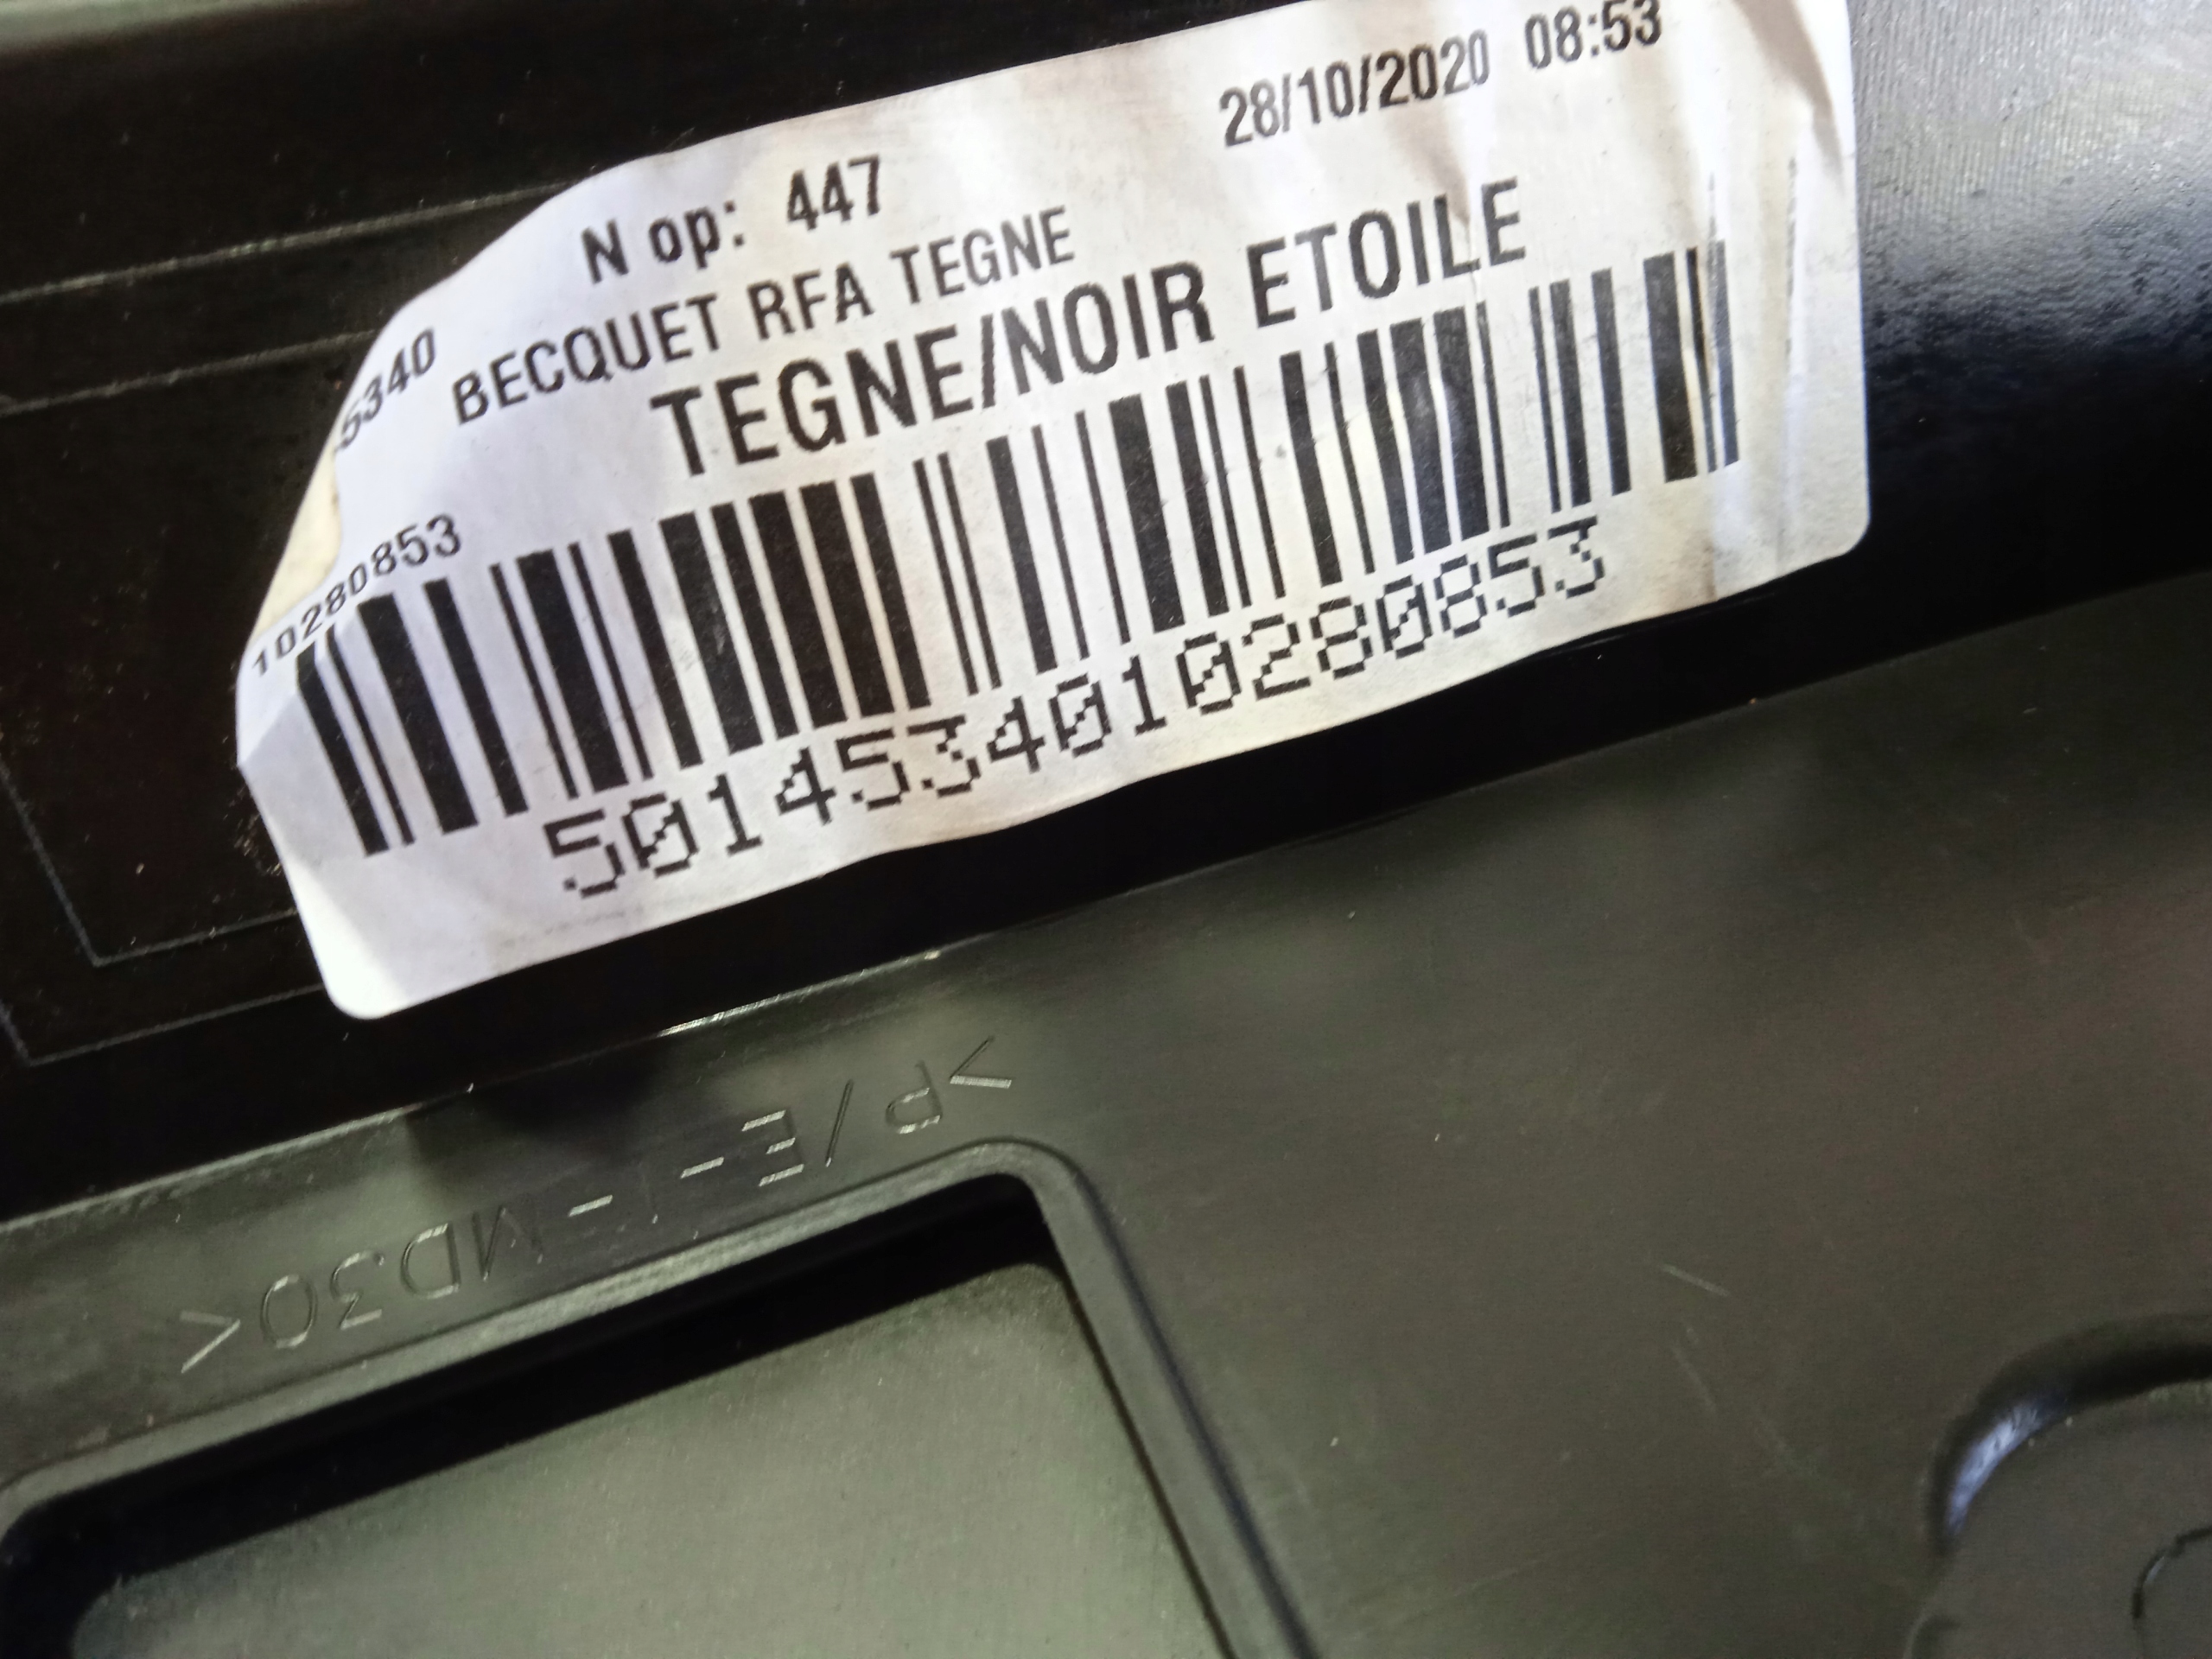 28/10/2020 08:53
N op: 447
5340
BECQUET RFA TEGNE
TEGNE/NOIR ETOILE
10280853
5014534010280853
>P/E-
-MD30<